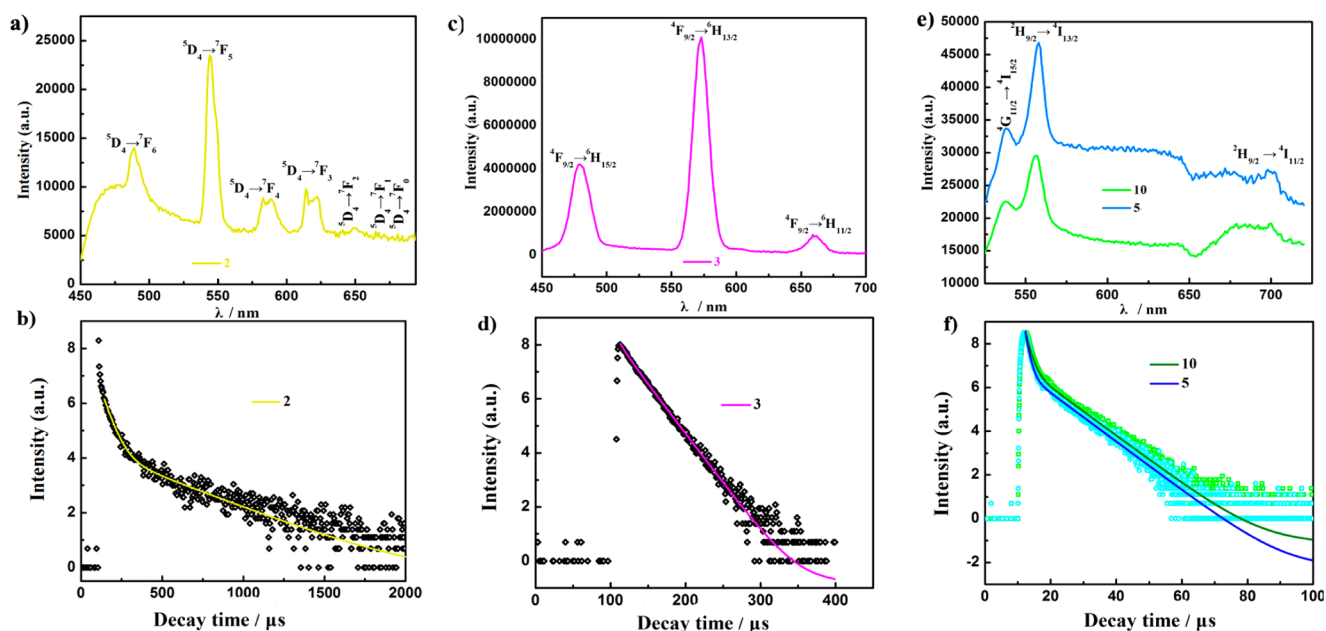 a)
⁵D₄→⁷F₆
⁵D₄→⁷F₅
⁵D₄→⁷F₄
⁵D₄→⁷F₃
⁵D₄→⁷F₂
⁵D₄→⁷F₁
⁵D₄→⁷F₀
Intensity (a.u.)
25000
20000
15000
10000
5000
0
2
450 500 550 600 650
λ / nm
c)
⁴F₉/₂→⁶H₁₅/₂
⁴F₉/₂→⁶H₁₃/₂
⁴F₉/₂→⁶H₁₁/₂
Intensity (a.u.)
10000000
8000000
6000000
4000000
2000000
0
3
450 500 550 600 650 700
λ / nm
e)
⁴G₁₁/₂→⁴I₁₅/₂
²H₉/₂→⁴I₁₃/₂
²H₉/₂→⁴I₁₁/₂
Intensity (a.u.)
50000
45000
40000
35000
30000
25000
20000
15000
10000
10
5
550 600 650 700
λ / nm
b)
Intensity (a.u.)
8
6
4
2
0
2
0 250 500 750 1000 1250 1500 1750 2000
Decay time / µs
d)
Intensity (a.u.)
8
6
4
2
0
3
0 100 200 300 400
Decay time / µs
f)
Intensity (a.u.)
8
6
4
2
0
-2
10
5
0 20 40 60 80 100
Decay time / µs